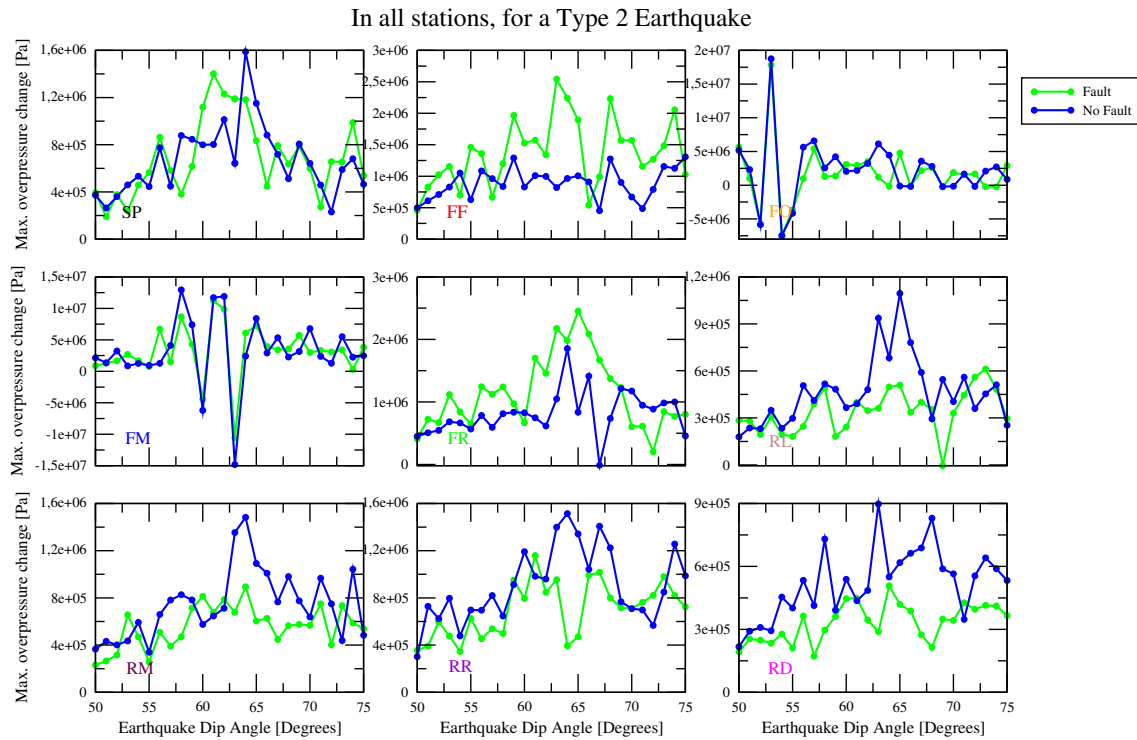 In all stations, for a Type 2 Earthquake
Max. overpressure change [Pa]
1,6e+06
1,2e+06
8e+05
4e+05
0
SP
3e+06
2,5e+06
2e+06
1,5e+06
1e+06
5e+05
0
FF
2e+07
1,5e+07
1e+07
5e+06
0
-5e+06
FO
Fault
No Fault
Max. overpressure change [Pa]
1,5e+07
1e+07
5e+06
0
-5e+06
-1e+07
-1,5e+07
FM
3e+06
2e+06
1e+06
0
FR
1,2e+06
9e+05
6e+05
3e+05
0
RL
Max. overpressure change [Pa]
1,6e+06
1,2e+06
8e+05
4e+05
0
RM
50 55 60 65 70 75
Earthquake Dip Angle [Degrees]
1,6e+06
1,2e+06
8e+05
4e+05
0
RR
50 55 60 65 70 75
Earthquake Dip Angle [Degrees]
9e+05
6e+05
3e+05
0
RD
50 55 60 65 70 75
Earthquake Dip Angle [Degrees]